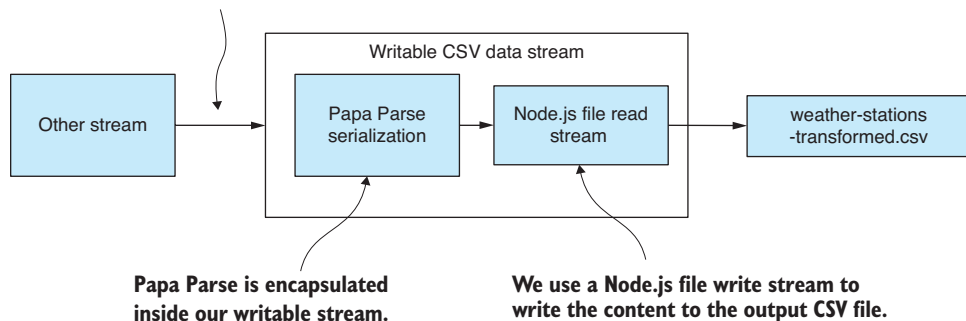 Writable CSV data stream
Other stream
Papa Parse
serialization
Node.js file read
stream
weather-stations
-transformed.csv
Papa Parse is encapsulated
inside our writable stream.
We use a Node.js file write stream to
write the content to the output CSV file.